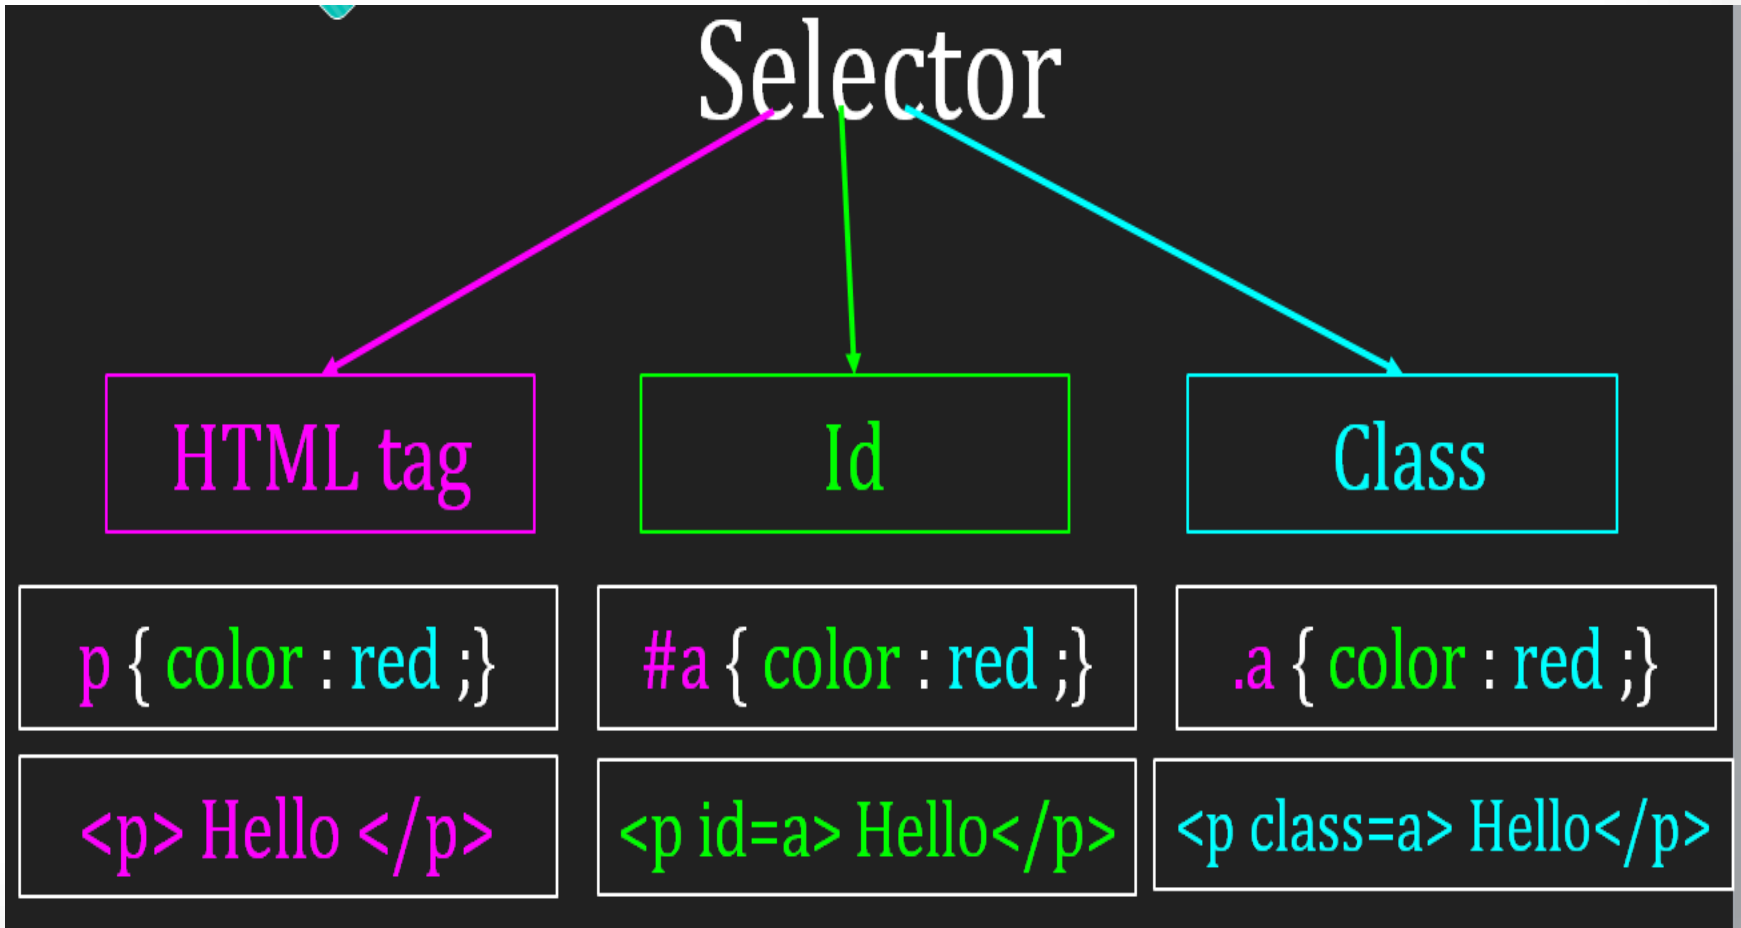 Selector
HTML tag
Id
Class
p { color : red ;}
#a { color : red ;}
.a { color : red ;}
<p> Hello </p>
<p id=a> Hello</p>
<p class=a> Hello</p>